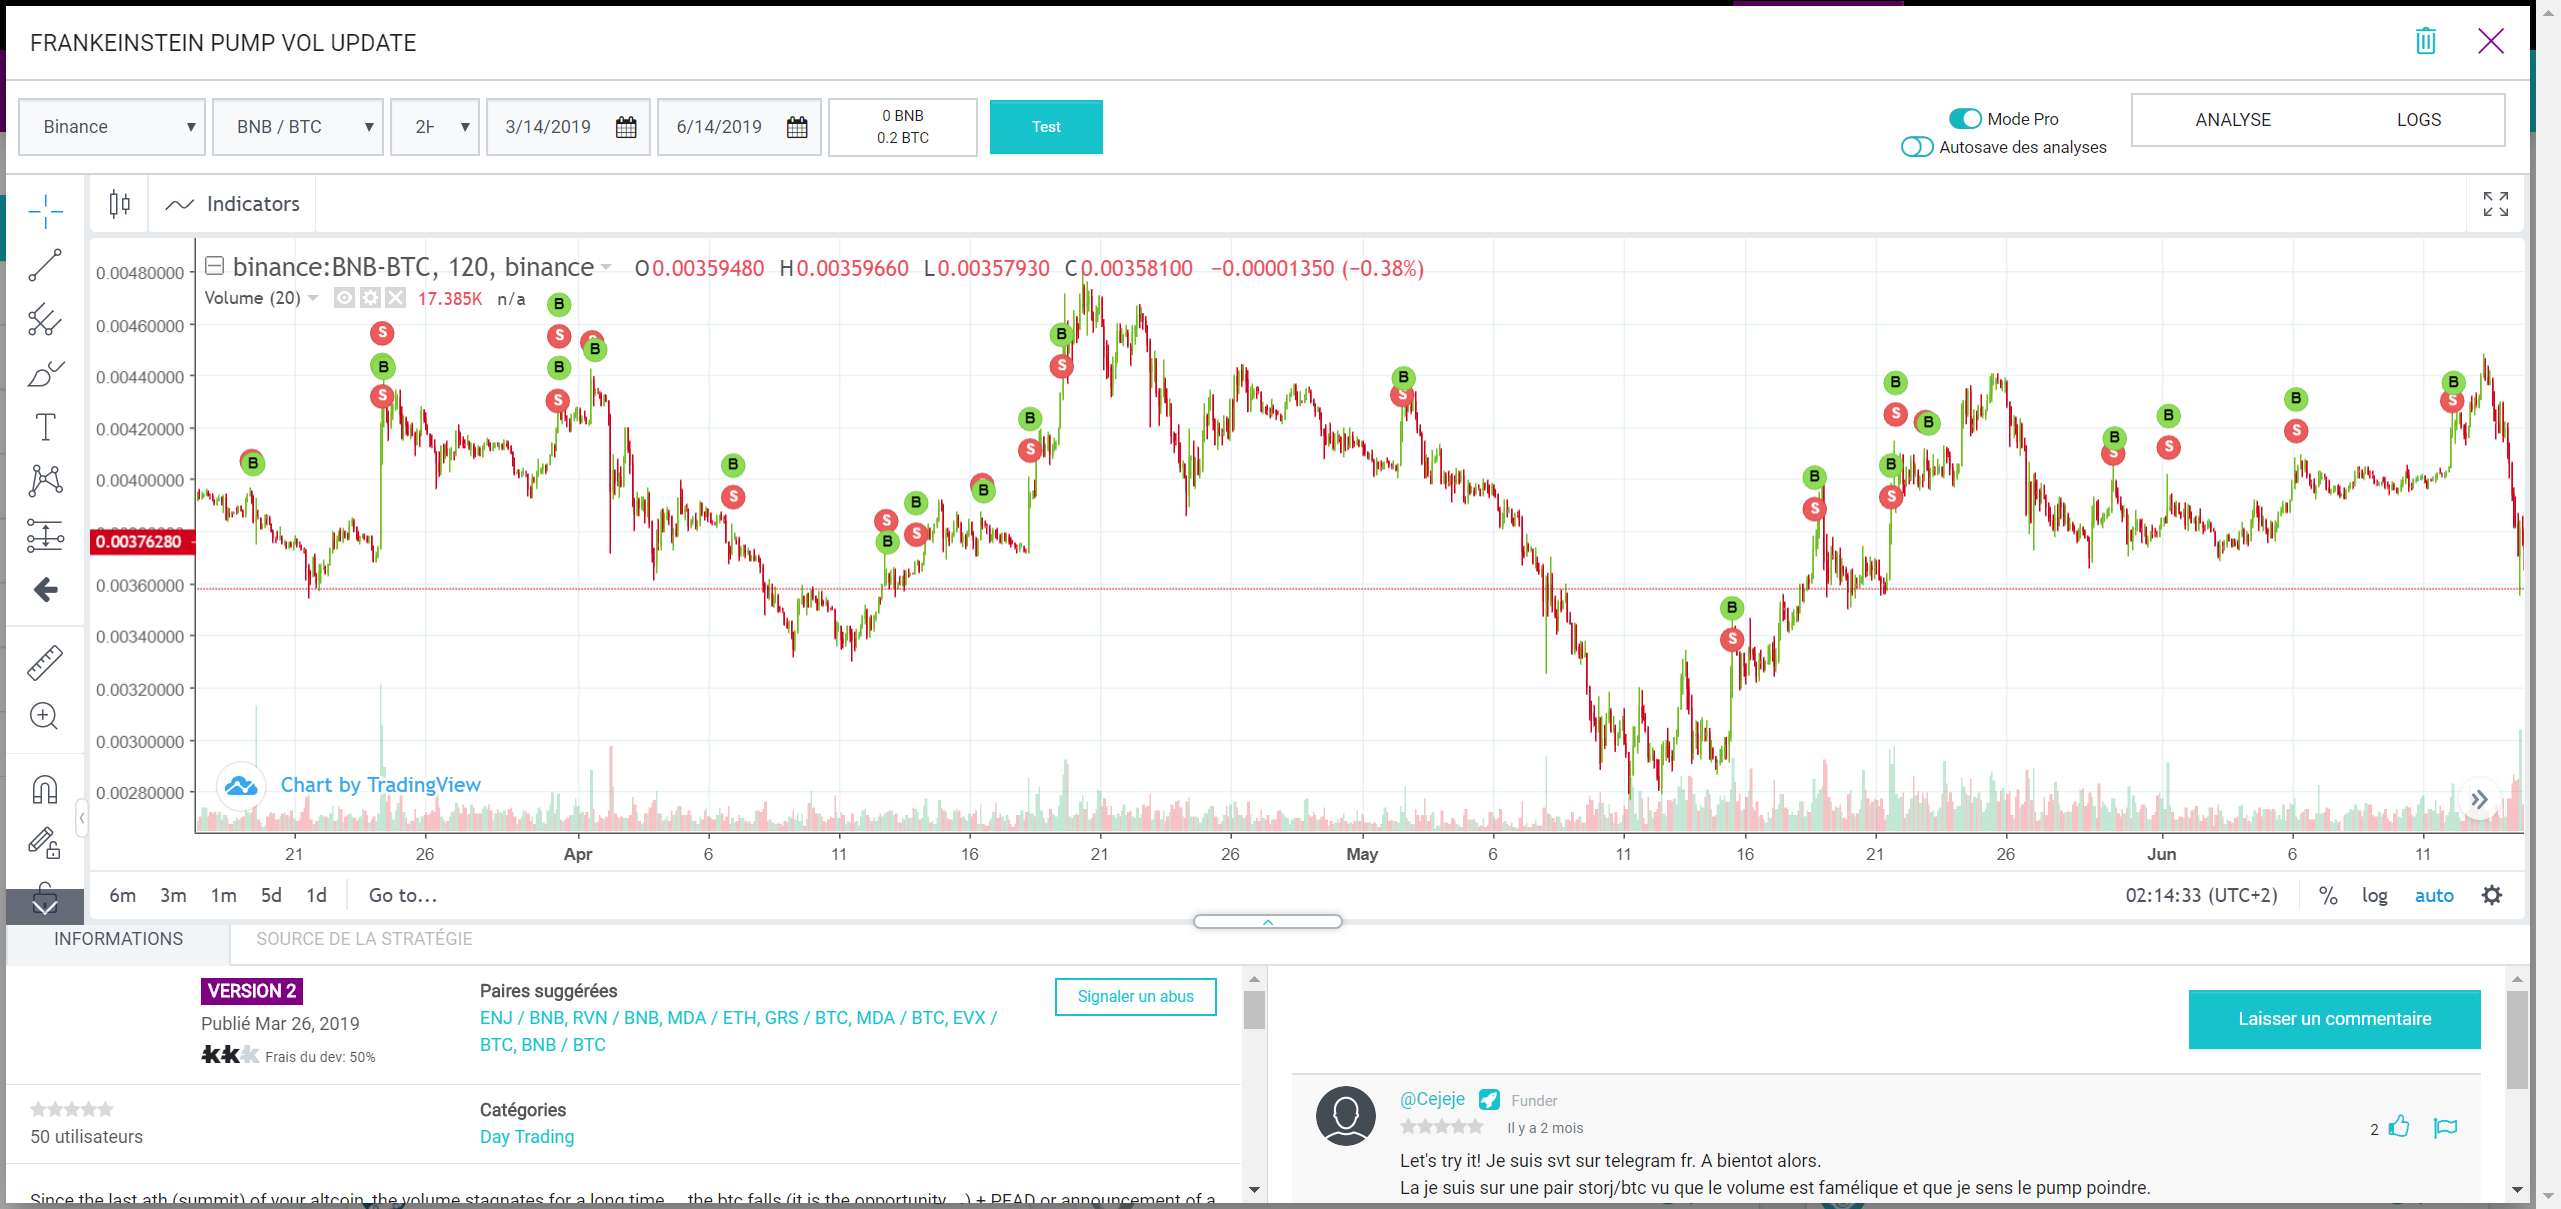 FRANKEINSTEIN PUMP VOL UPDATE
Binance
BNB / BTC
2H
3/14/2019
6/14/2019
0 BNB
0.2 BTC
Test
Mode Pro
Autosave des analyses
ANALYSE
LOGS
Indicators
binance:BNB-BTC, 120, binance O0.00359480 H0.00359660 L0.00357930 C0.00358100 −0.00001350 (−0.38%)
Volume (20) 17.385K n/a
0.00480000
0.00460000
0.00440000
0.00420000
0.00400000
0.00376280
0.00360000
0.00340000
0.00320000
0.00300000
0.00280000
B
S
B
S
B
S
B
S
B
B
S
B
S
B
S
B
S
B
B
S
B
S
B
S
B
S
B
S
B
S
B
S
B
B
S
B
S
B
S
B
S
B
S
Chart by TradingView
21 26 Apr 6 11 16 21 26 May 6 11 16 21 26 Jun 6 11
6m 3m 1m 5d 1d Go to...
02:14:33 (UTC+2) % log auto
INFORMATIONS
SOURCE DE LA STRATÉGIE
VERSION 2
Publié Mar 26, 2019
Frais du dev: 50%
Paires suggérées
ENJ / BNB, RVN / BNB, MDA / ETH, GRS / BTC, MDA / BTC, EVX /
BTC, BNB / BTC
Signaler un abus
50 utilisateurs
Catégories
Day Trading
Since the last ath (summit) of your altcoin, the volume stagnates for a long time ... the btc falls (it is the opportunity ...) + PEAD or announcement of a
Laisser un commentaire
@Cejeje Funder
Il y a 2 mois
2
Let's try it! Je suis svt sur telegram fr. A bientot alors.
La je suis sur une pair storj/btc vu que le volume est famélique et que je sens le pump poindre.